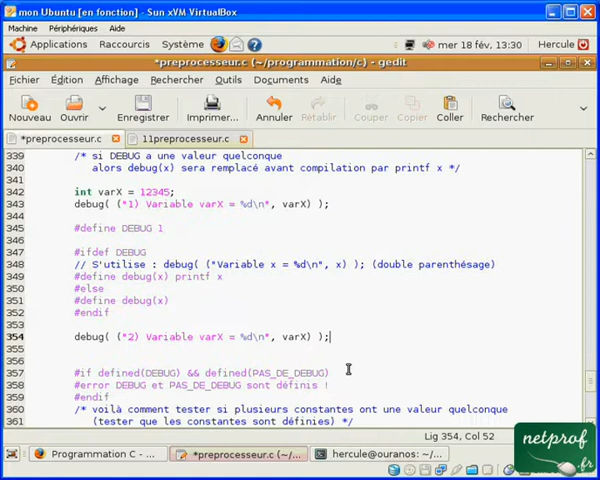 mon Ubuntu [en fonction] - Sun xVM VirtualBox
Machine Périphériques Aide
Applications Raccourcis Système mer 18 fév, 13:30 Hercule
*preprocesseur.c (~/programmation/c) - gedit
Fichier Édition Affichage Rechercher Outils Documents Aide
Nouveau Ouvrir Enregistrer Imprimer... Annuler Rétablir Couper Copier Coller Rechercher
*preprocesseur.c 11preprocesseur.c
339 /* si DEBUG a une valeur quelconque
340 alors debug(x) sera remplacé avant compilation par printf x */
341
342 int varX = 12345;
343 debug( ("1) Variable varX = %d\n", varX) );
344
345 #define DEBUG 1
346
347 #ifdef DEBUG
348 // S'utilise : debug( ("Variable x = %d\n", x) ); (double parenthésage)
349 #define debug(x) printf x
350 #else
351 #define debug(x)
352 #endif
353
354 debug( ("2) Variable varX = %d\n", varX) );
355
356
357 #if defined(DEBUG) && defined(PAS_DE_DEBUG)
358 #error DEBUG et PAS_DE_DEBUG sont définis !
359 #endif
360 /* voilà comment tester si plusieurs constantes ont une valeur quelconque
361 (tester que les constantes sont définies) */
Lig 354, Col 52
Programmation C - ... *preprocesseur.c (~/... hercule@ouranos: ~/...
netprof
.fr